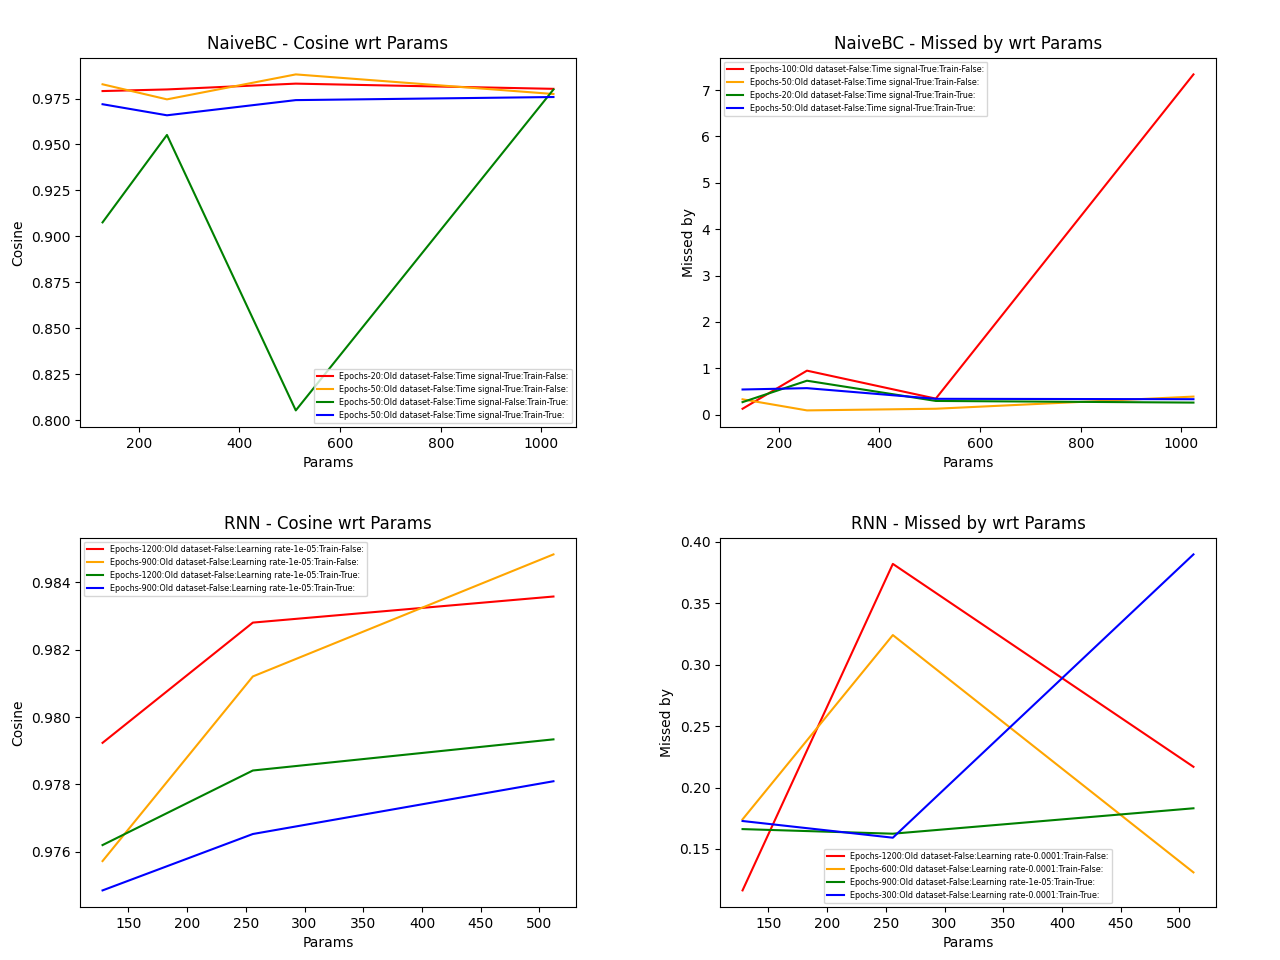 NaiveBC - Cosine wrt Params
Cosine
0.975
0.950
0.925
0.900
0.875
0.850
0.825
0.800
Epochs-20:Old dataset-False:Time signal-True:Train-False:
Epochs-50:Old dataset-False:Time signal-True:Train-False:
Epochs-50:Old dataset-False:Time signal-False:Train-True:
Epochs-50:Old dataset-False:Time signal-True:Train-True:
200 400 600 800 1000
Params
NaiveBC - Missed by wrt Params
Missed by
7
6
5
4
3
2
1
0
Epochs-100:Old dataset-False:Time signal-True:Train-False:
Epochs-50:Old dataset-False:Time signal-True:Train-False:
Epochs-20:Old dataset-False:Time signal-True:Train-True:
Epochs-50:Old dataset-False:Time signal-True:Train-True:
200 400 600 800 1000
Params
RNN - Cosine wrt Params
Cosine
0.984
0.982
0.980
0.978
0.976
Epochs-1200:Old dataset-False:Learning rate-1e-05:Train-False:
Epochs-900:Old dataset-False:Learning rate-1e-05:Train-False:
Epochs-1200:Old dataset-False:Learning rate-1e-05:Train-True:
Epochs-900:Old dataset-False:Learning rate-1e-05:Train-True:
150 200 250 300 350 400 450 500
Params
RNN - Missed by wrt Params
Missed by
0.40
0.35
0.30
0.25
0.20
0.15
Epochs-1200:Old dataset-False:Learning rate-0.0001:Train-False:
Epochs-600:Old dataset-False:Learning rate-0.0001:Train-False:
Epochs-900:Old dataset-False:Learning rate-1e-05:Train-True:
Epochs-300:Old dataset-False:Learning rate-0.0001:Train-True:
150 200 250 300 350 400 450 500
Params